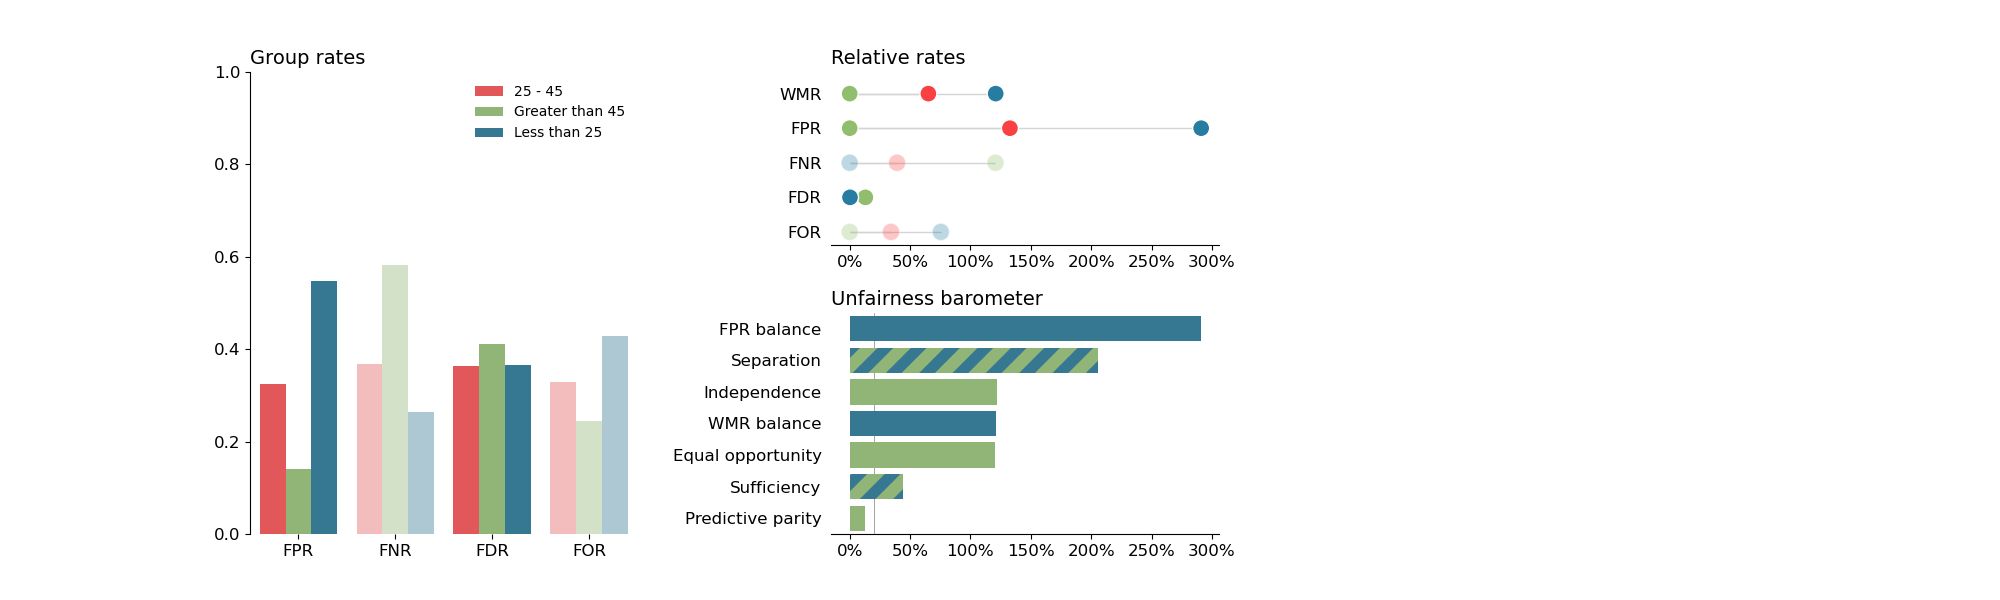 Group rates
1.0
0.8
0.6
0.4
0.2
0.0
25 - 45
Greater than 45
Less than 25
FPR FNR FDR FOR
Relative rates
WMR
FPR
FNR
FDR
FOR
0% 50% 100% 150% 200% 250% 300%
Unfairness barometer
FPR balance
Separation
Independence
WMR balance
Equal opportunity
Sufficiency
Predictive parity
0% 50% 100% 150% 200% 250% 300%